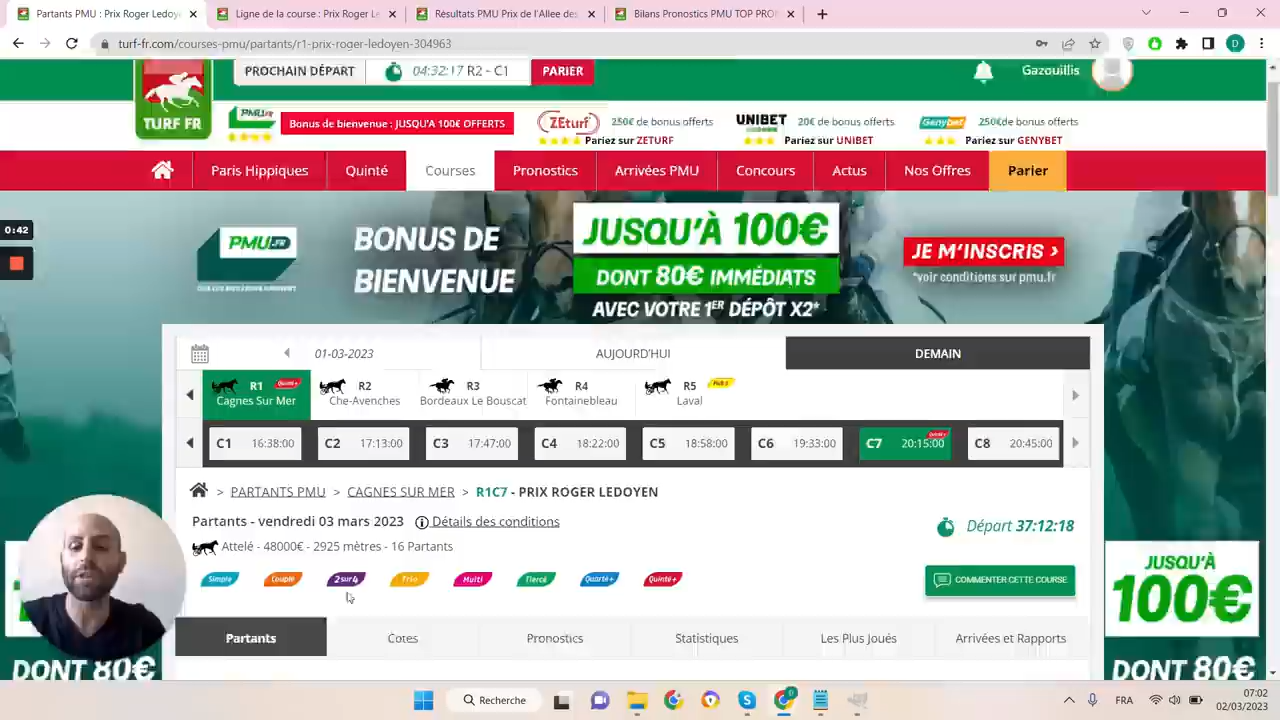 Partants PMU : Prix Roger Ledoy
Ligne de la course : Prix Roger Le
Résultats PMU Prix de l'Allee des
Bilans Pronostics PMU TOP PRO
turf-fr.com/courses-pmu/partants/r1-prix-roger-ledoyen-304963
D
TURF FR
PROCHAIN DÉPART
04:32:17 R2 - C1
PARIER
Gazouillis
PMU.fr
Bonus de bienvenue : JUSQU'A 100€ OFFERTS
ZEturf
250€ de bonus offerts
Pariez sur ZETURF
UNIBET
20€ de bonus offerts
Pariez sur UNIBET
Genybet
250€de bonus offerts
Pariez sur GENYBET
Paris Hippiques
Quinté
Courses
Pronostics
Arrivées PMU
Concours
Actus
Nos Offres
Parier
0:42
PMU.fr
BONUS DE
BIENVENUE
JUSQU'À 100€
DONT 80€ IMMÉDIATS
AVEC VOTRE 1ER DÉPÔT X2*
JE M'INSCRIS >
*voir conditions sur pmu.fr
01-03-2023
AUJOURD'HUI
DEMAIN
R1
Quinté+
Cagnes Sur Mer
R2
Che-Avenches
R3
Bordeaux Le Bouscat
R4
Fontainebleau
R5
Laval
C1 16:38:00
C2 17:13:00
C3 17:47:00
C4 18:22:00
C5 18:58:00
C6 19:33:00
C7 20:15:00
Quinté+
C8 20:45:00
> PARTANTS PMU > CAGNES SUR MER > R1C7 - PRIX ROGER LEDOYEN
Partants - vendredi 03 mars 2023
Détails des conditions
Départ 37:12:18
Attelé - 48000€ - 2925 mètres - 16 Partants
Simple
Couplé
2sur4
Trio
Multi
Tiercé
Quarté+
Quinté+
COMMENTER CETTE COURSE
Partants
Cotes
Pronostics
Statistiques
Les Plus Joués
Arrivées et Rapports
DONT 80€
JUSQU'À
100€
DONT 80€
Recherche
FRA
07:02
02/03/2023